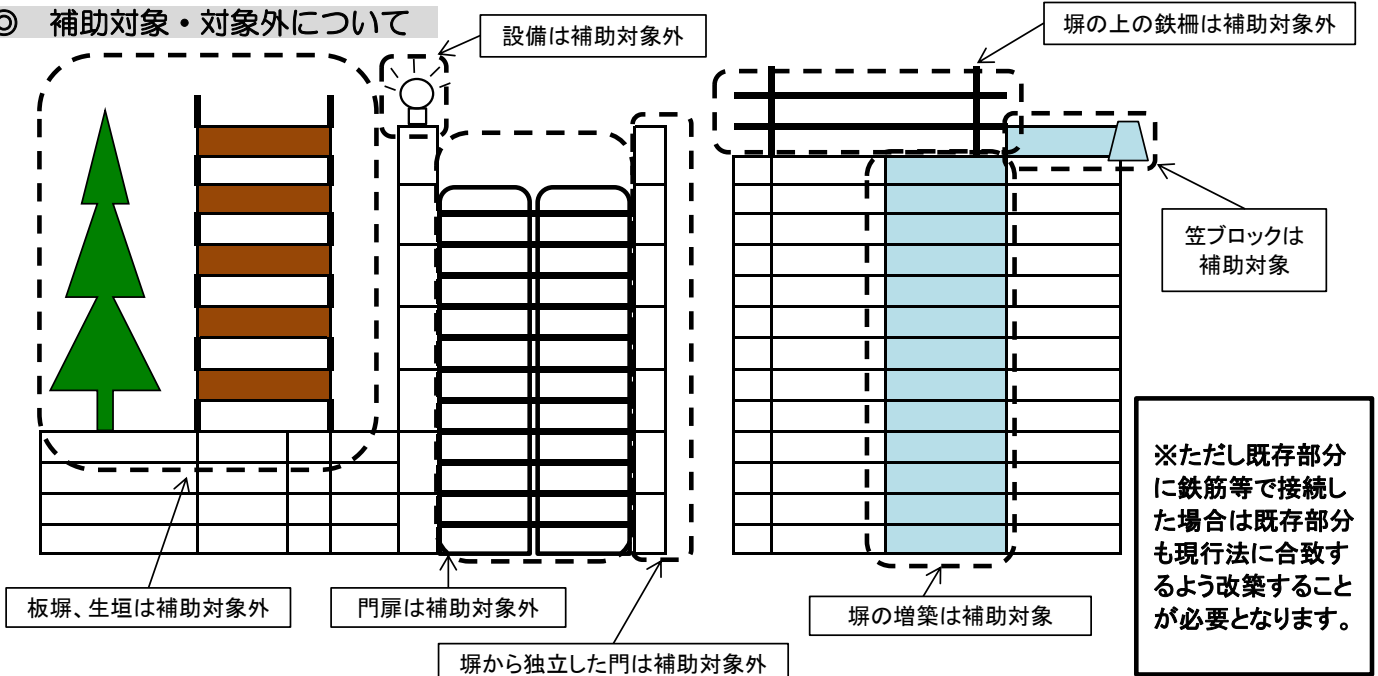 ◎ 補助対象・対象外について
設備は補助対象外
塀の上の鉄柵は補助対象外
笠ブロックは
補助対象
※ただし既存部分
に鉄筋等で接続し
た場合は既存部分
も現行法に合致す
るよう改築すること
が必要となります。
板塀、生垣は補助対象外
門扉は補助対象外
塀の増築は補助対象
塀から独立した門は補助対象外